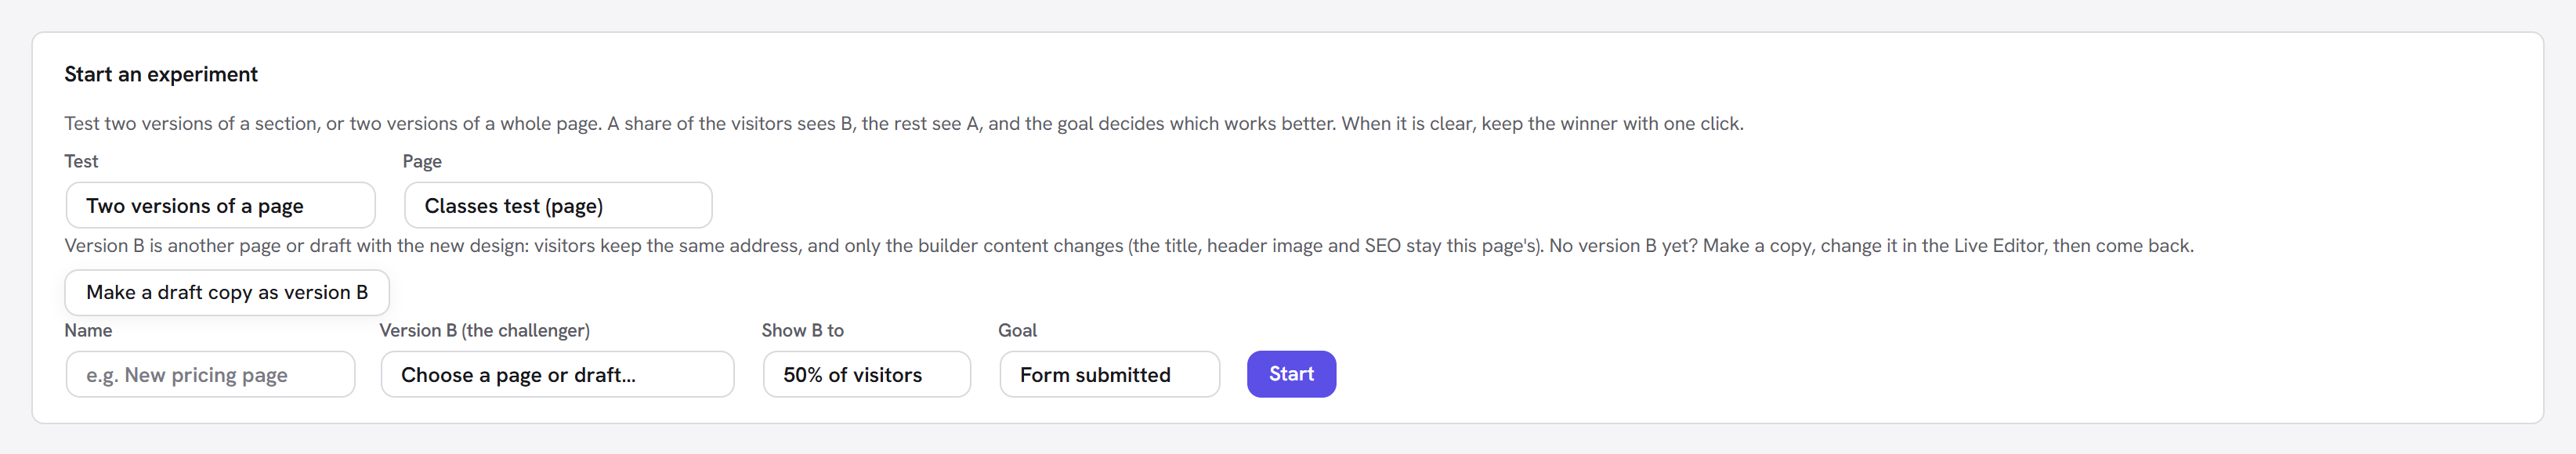 Start an experiment
Test two versions of a section, or two versions of a whole page. A share of the visitors sees B, the rest see A, and the goal decides which works better. When it is clear, keep the winner with one click.
Test Page
Two versions of a page Classes test (page)
Version B is another page or draft with the new design: visitors keep the same address, and only the builder content changes (the title, header image and SEO stay this page's). No version B yet? Make a copy, change it in the Live Editor, then come back.
Make a draft copy as version B
Name Version B (the challenger) Show B to Goal
e.g. New pricing page Choose a page or draft... 50% of visitors Form submitted Start